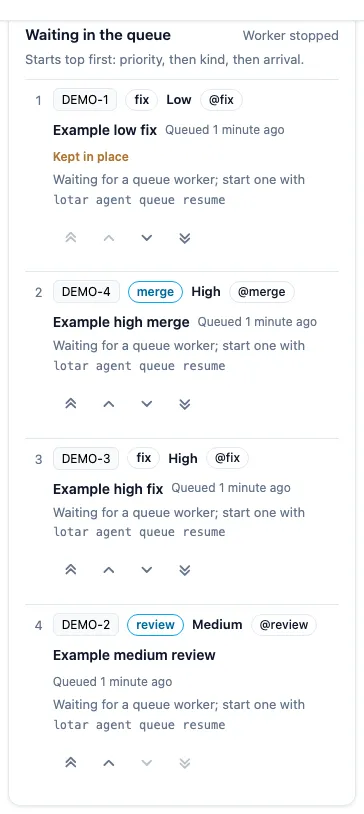 Waiting in the queue Worker stopped
Starts top first: priority, then kind, then arrival.
1 DEMO-1 fix Low @fix
Example low fix Queued 1 minute ago
Kept in place
Waiting for a queue worker; start one with
lotar agent queue resume
2 DEMO-4 merge High @merge
Example high merge Queued 1 minute ago
Waiting for a queue worker; start one with
lotar agent queue resume
3 DEMO-3 fix High @fix
Example high fix Queued 1 minute ago
Waiting for a queue worker; start one with
lotar agent queue resume
4 DEMO-2 review Medium @review
Example medium review
Queued 1 minute ago
Waiting for a queue worker; start one with
lotar agent queue resume